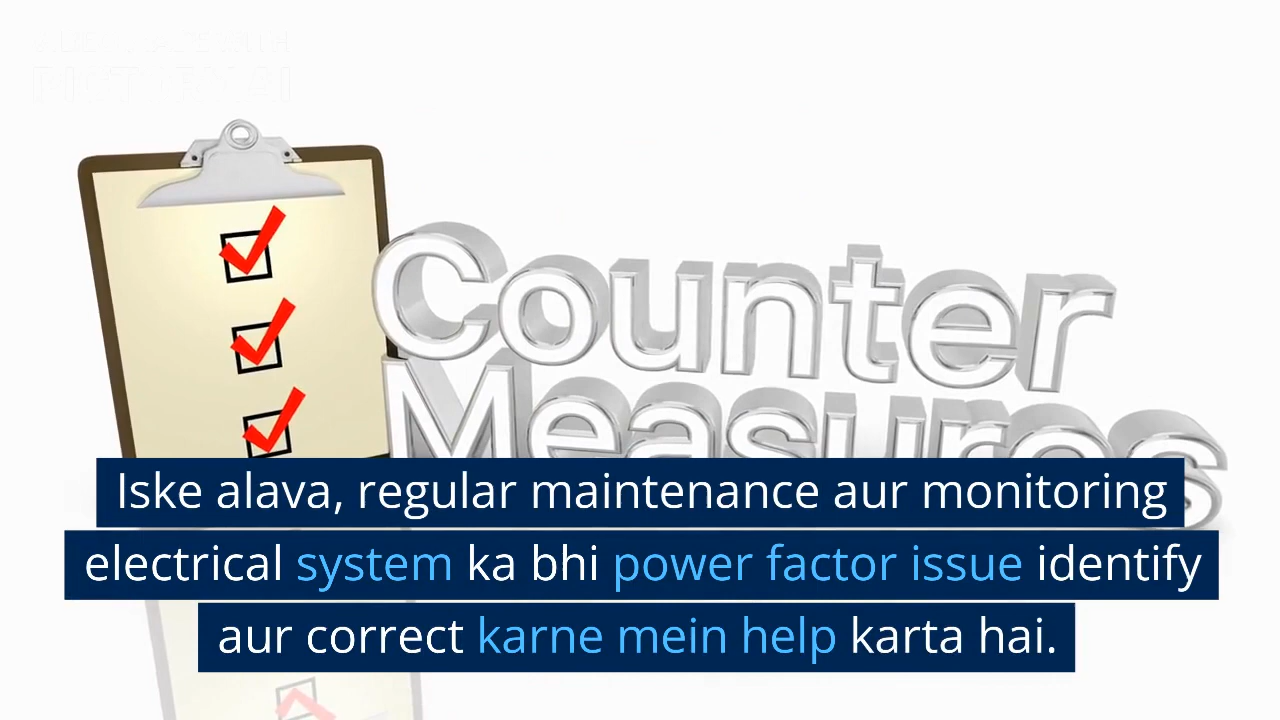 Counter
Measures
Iske alava, regular maintenance aur monitoring
electrical system ka bhi power factor issue identify
aur correct karne mein help karta hai.